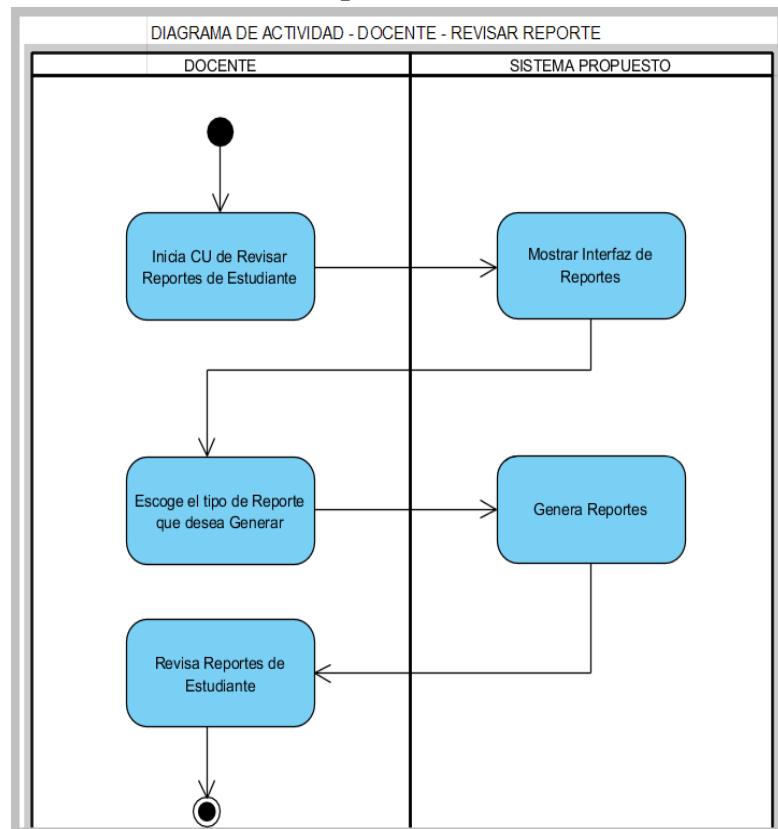 DIAGRAMA DE ACTIVIDAD - DOCENTE - REVISAR REPORTE
DOCENTE
SISTEMA PROPUESTO
Inicia CU de Revisar
Reportes de Estudiante
Mostrar Interfaz de
Reportes
Escoge el tipo de Reporte
que desea Generar
Genera Reportes
Revisa Reportes de
Estudiante